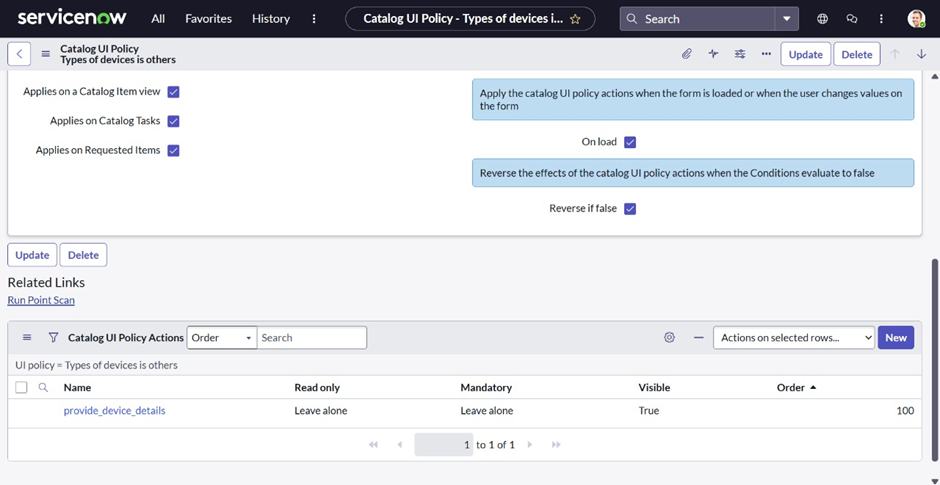 servicenow All Favorites History Catalog UI Policy - Types of devices i... Search
Catalog UI Policy
Types of devices is others
Update Delete
Applies on a Catalog Item view
Applies on Catalog Tasks
Applies on Requested Items
Apply the catalog UI policy actions when the form is loaded or when the user changes values on
the form
On load
Reverse the effects of the catalog UI policy actions when the Conditions evaluate to false
Reverse if false
Update Delete
Related Links
Run Point Scan
Catalog UI Policy Actions Order Search Actions on selected rows... New
UI policy = Types of devices is others
Name Read only Mandatory Visible Order
provide_device_details Leave alone Leave alone True 100
1 to 1 of 1